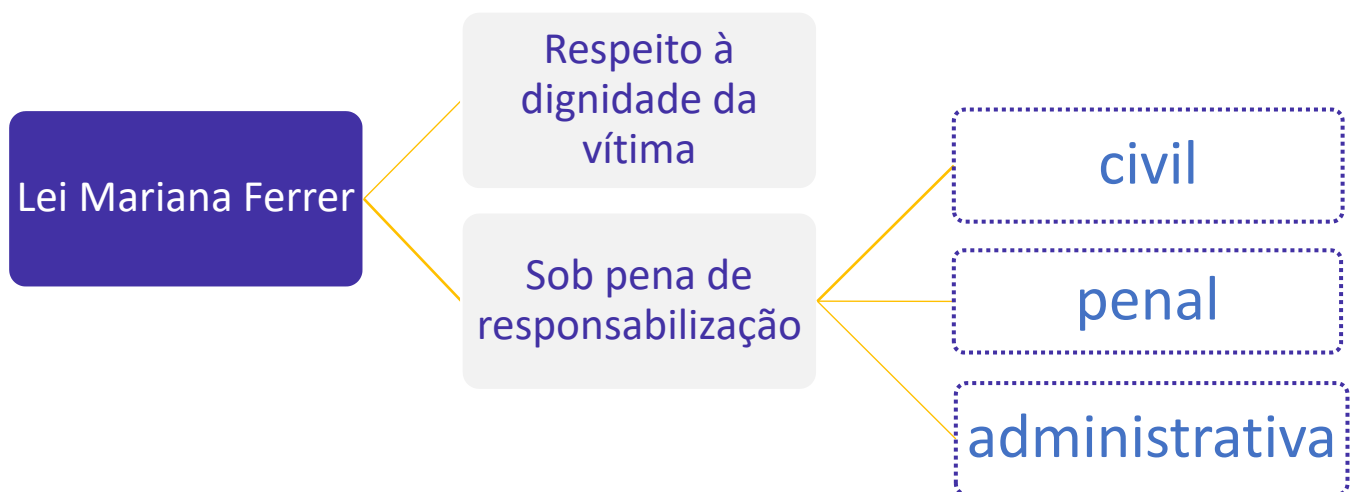 Respeito à
dignidade da
vítima
Lei Mariana Ferrer
Sob pena de
responsabilização
civil
penal
administrativa